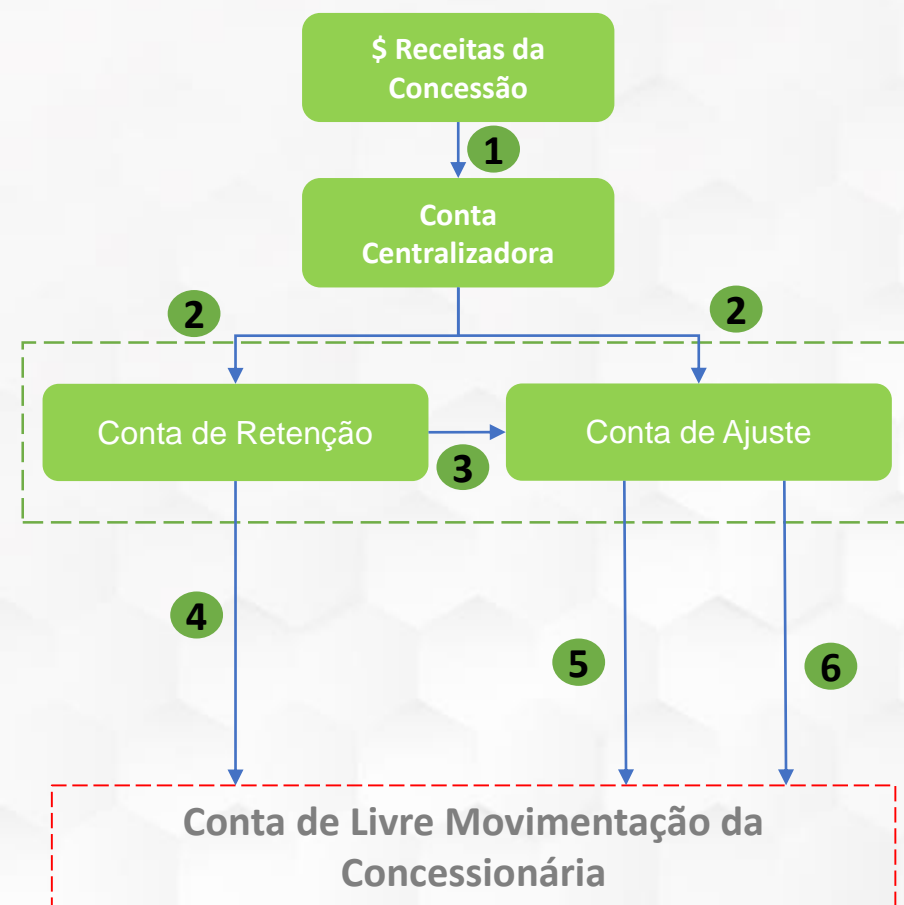 $ Receitas da
Concessão
1
Conta
Centralizadora
2
2
Conta de Retenção
Conta de Ajuste
3
4
5
6
Conta de Livre Movimentação da
Concessionária